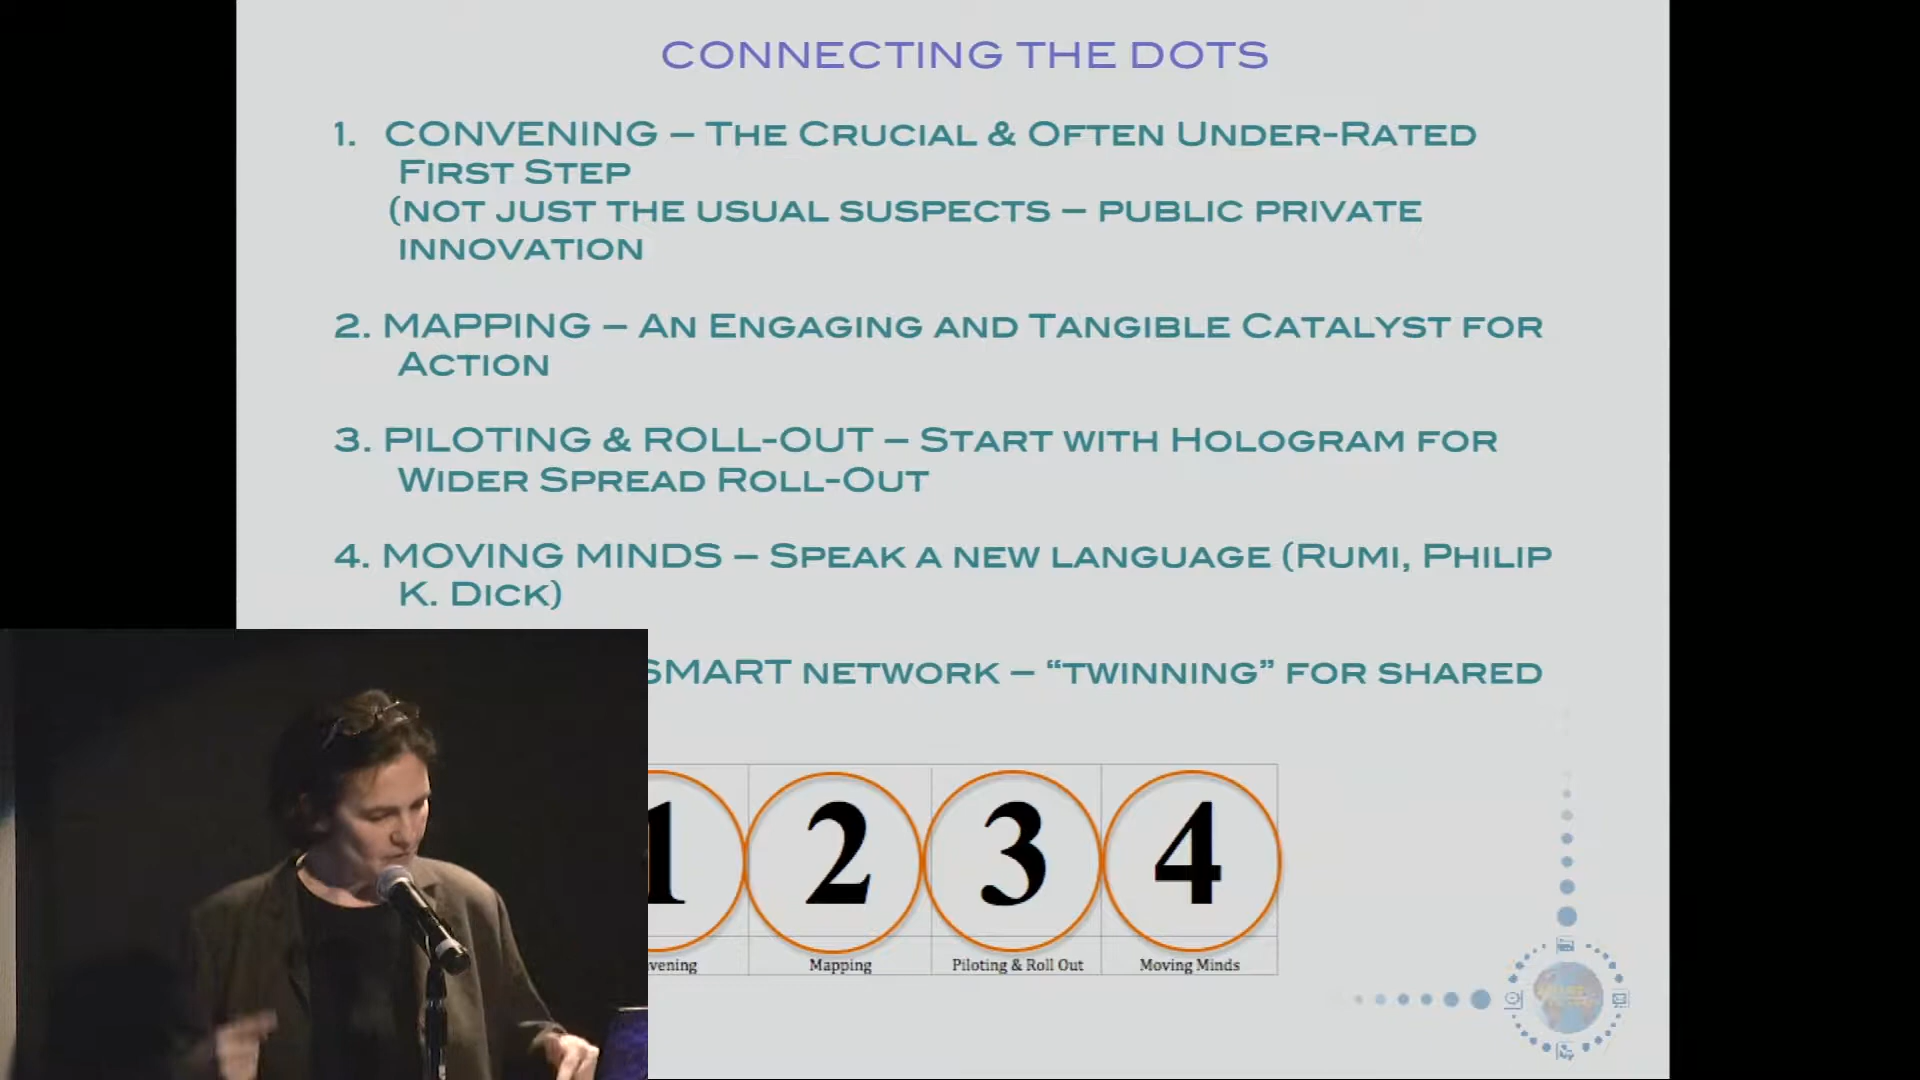 CONNECTING THE DOTS
1. CONVENING – THE CRUCIAL & OFTEN UNDER-RATED
FIRST STEP
(NOT JUST THE USUAL SUSPECTS – PUBLIC PRIVATE
INNOVATION
2. MAPPING – AN ENGAGING AND TANGIBLE CATALYST FOR
ACTION
3. PILOTING & ROLL-OUT – START WITH HOLOGRAM FOR
WIDER SPREAD ROLL-OUT
4. MOVING MINDS – SPEAK A NEW LANGUAGE (RUMI, PHILIP
K. DICK)
SMART NETWORK – “TWINNING” FOR SHARED
1 2 3 4
vening Mapping Piloting & Roll Out Moving Minds